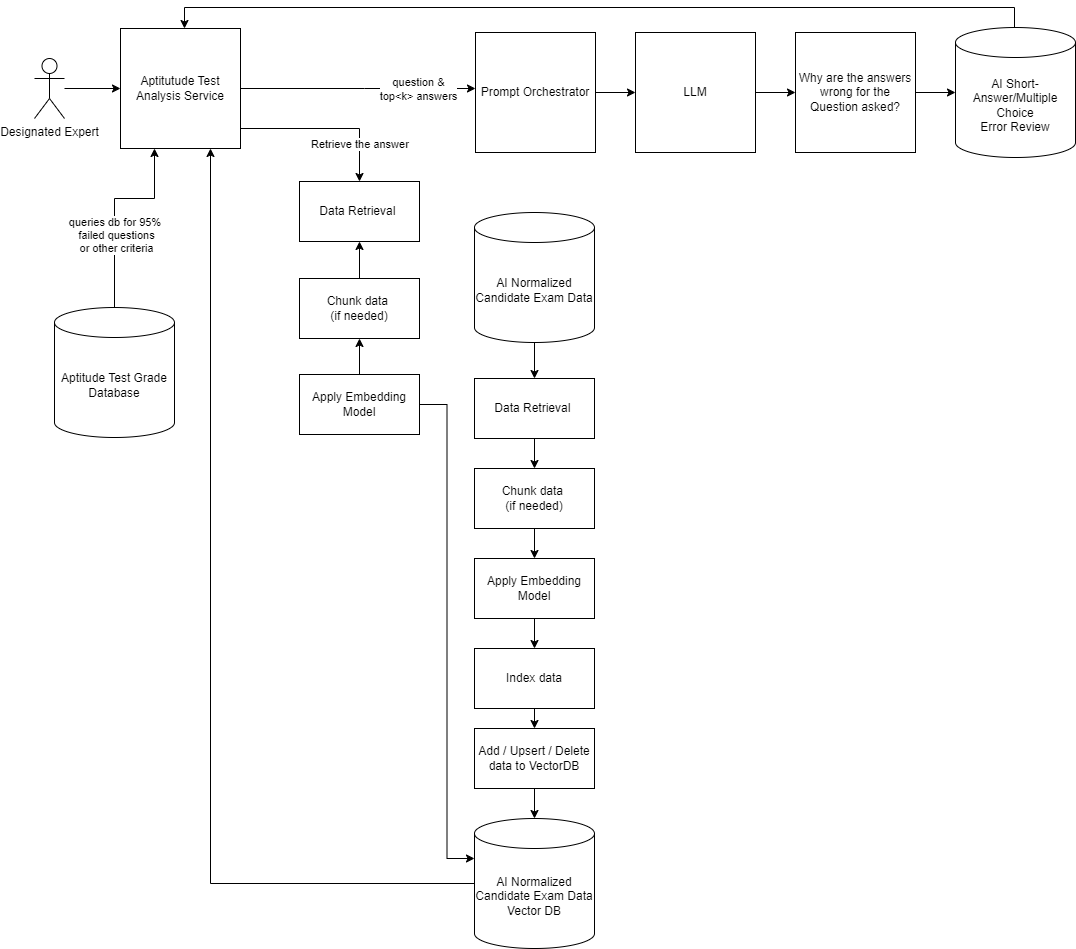 Designated Expert
Aptitutude Test
Analysis Service
question &
top<k> answers
Prompt Orchestrator
LLM
Why are the answers
wrong for the
Question asked?
AI Short-
Answer/Multiple
Choice
Error Review
Retrieve the answer
Data Retrieval
queries db for 95%
failed questions
or other criteria
Chunk data
(if needed)
Apply Embedding
Model
Aptitude Test Grade
Database
AI Normalized
Candidate Exam Data
Data Retrieval
Chunk data
(if needed)
Apply Embedding
Model
Index data
Add / Upsert / Delete
data to VectorDB
AI Normalized
Candidate Exam Data
Vector DB